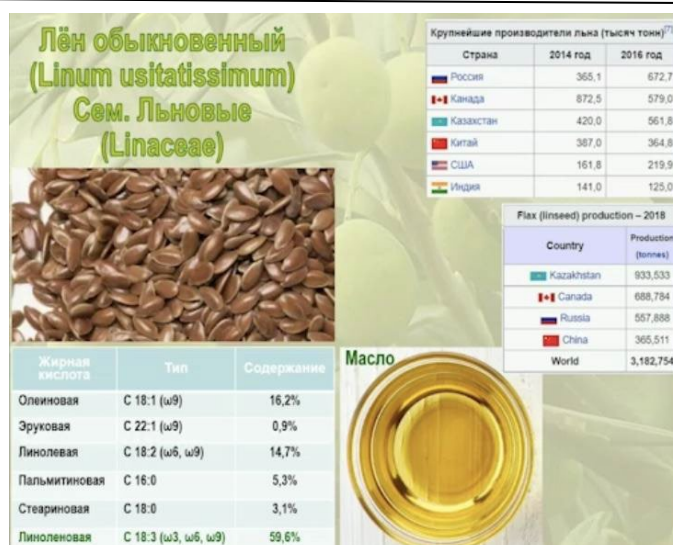 Лён обыкновенный
(Linum usitatissimum)
Сем. Льновые
(Linaceae)
Крупнейшие производители льна (тысяч тонн)[7]
Страна 2014 год 2016 год
Россия 365,1 672,7
Канада 872,5 579,0
Казахстан 420,0 561,8
Китай 387,0 364,8
США 161,8 219,9
Индия 141,0 125,0
Flax (linseed) production – 2018
Country Production
(tonnes)
Kazakhstan 933,533
Canada 688,784
Russia 557,888
China 365,511
World 3,182,754
Жирная
кислота Тип Содержание
Олеиновая С 18:1 (ω9) 16,2%
Эруковая С 22:1 (ω9) 0,9%
Линолевая С 18:2 (ω6, ω9) 14,7%
Пальмитиновая С 16:0 5,3%
Стеариновая С 18:0 3,1%
Линоленовая С 18:3 (ω3, ω6, ω9) 59,6%
Масло